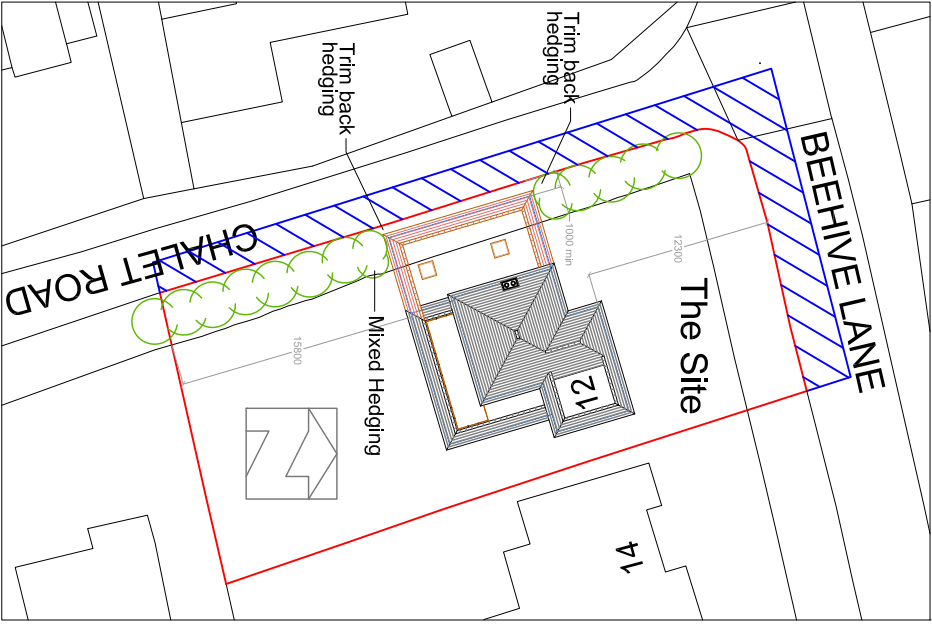 Trim back
hedging
Trim back
hedging
BEEHIVE LANE
CHALET ROAD
1000 min
12300
The Site
15800
Mixed Hedging
12
14